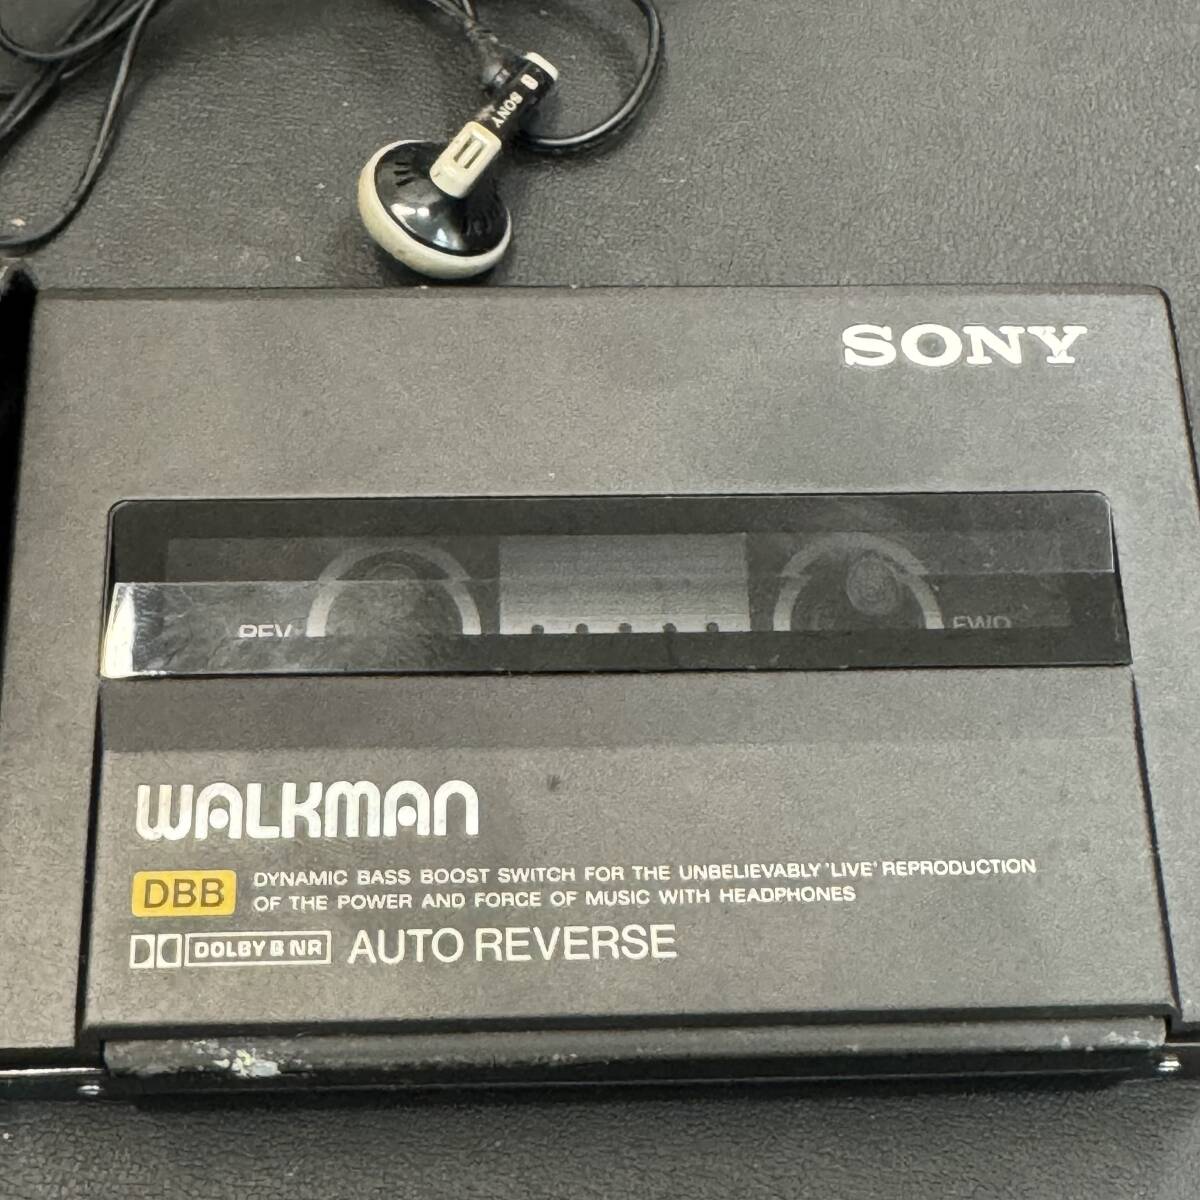 SONY
SONY
REV
FWD
WALKMAN
DBB DYNAMIC BASS BOOST SWITCH FOR THE UNBELIEVABLY 'LIVE' REPRODUCTION
OF THE POWER AND FORCE OF MUSIC WITH HEADPHONES
DOLBY B NR AUTO REVERSE